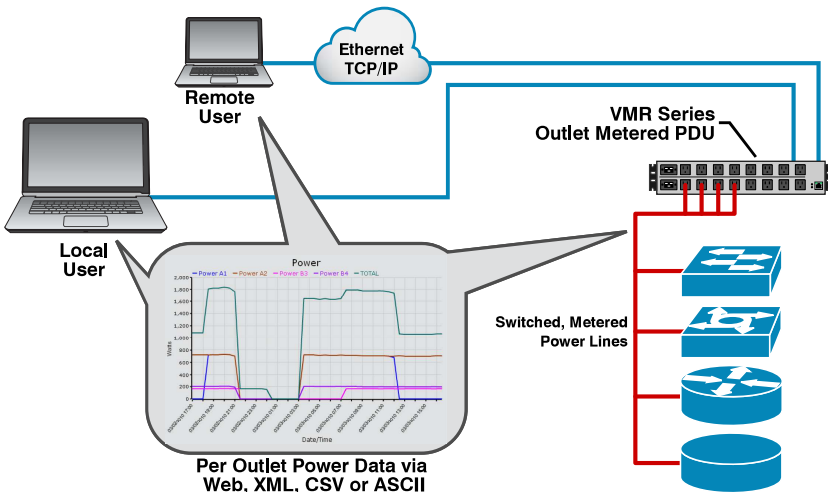 Ethernet
TCP/IP
Remote
User
VMR Series
Outlet Metered PDU
Local
User
Power
Power A1 Power A2 Power B3 Power B4 TOTAL
2,000
1,800
1,600
1,400
1,200
1,000
800
600
400
200
0
Watts
Date/Time
Switched, Metered
Power Lines
Per Outlet Power Data via
Web, XML, CSV or ASCII